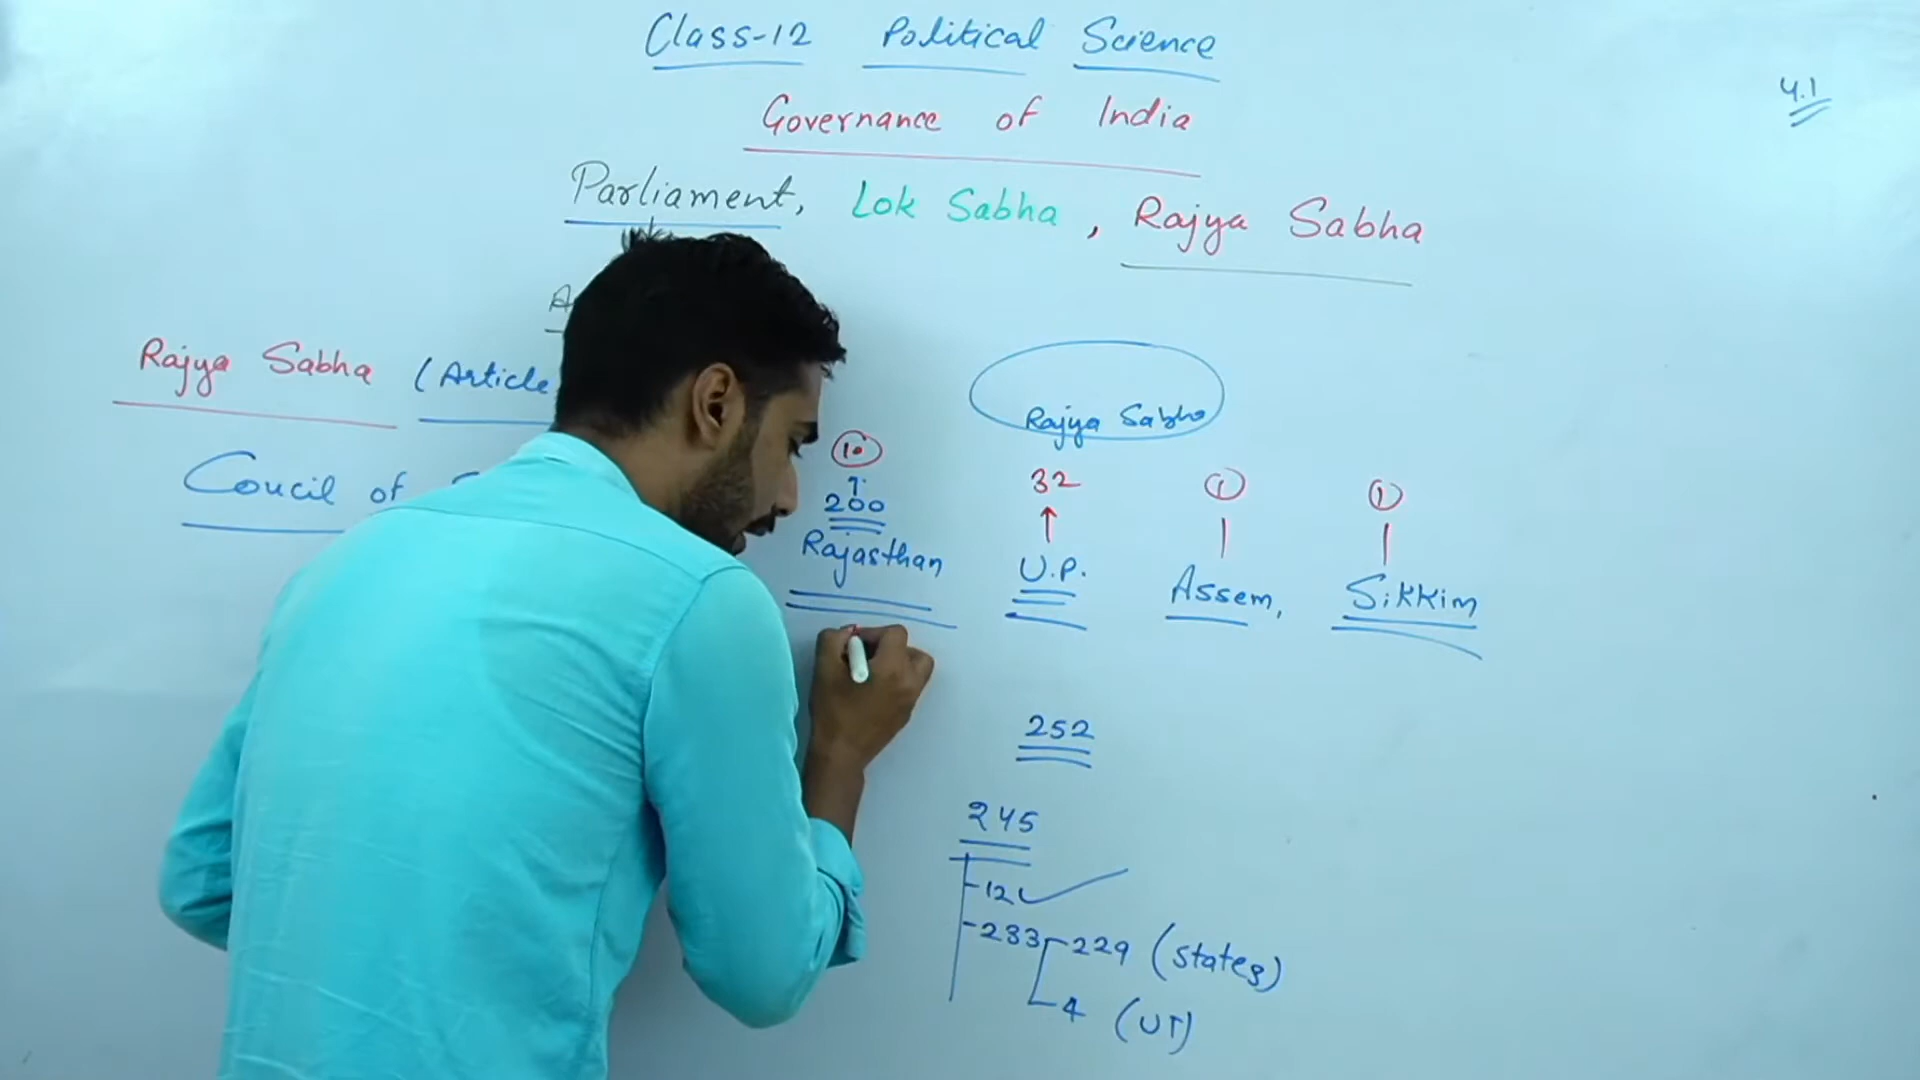 Class-12 Political Science
4.1
Governance of India
Parliament, Lok Sabha, Rajya Sabha
Rajya Sabha (Article
Rajya Sabha
Coucil of
10 32 1 1
200
Rajasthan U.P. Assem, Sikkim
252
245
-12
-233 -229 (states)
4 (UT)